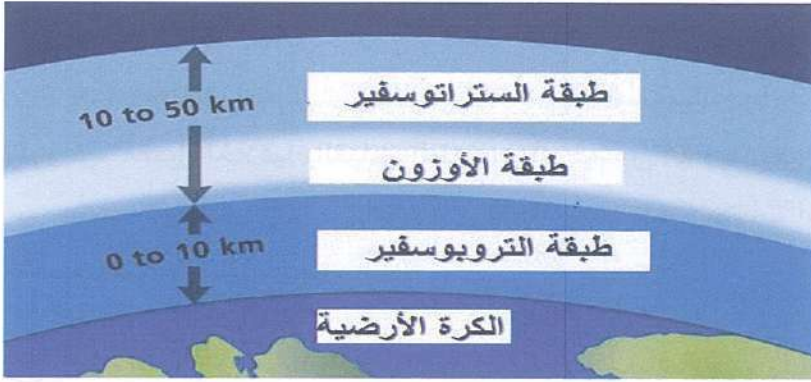 طبقة الستراتوسفير
10 to 50 km
طبقة الأوزون
طبقة التروبوسفير
0 to 10 km
الكرة الأرضية